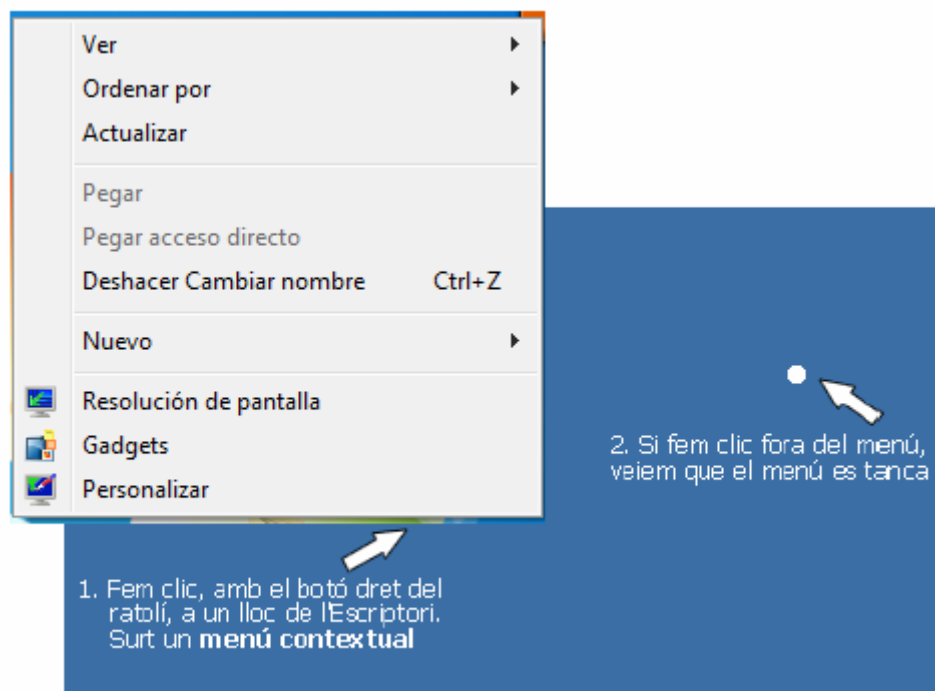 Ver
Ordenar por
Actualizar
Pegar
Pegar acceso directo
Deshacer Cambiar nombre Ctrl+Z
Nuevo
Resolución de pantalla
Gadgets
Personalizar
2. Si fem clic fora del menú,
veiem que el menú es tanca
1. Fem clic, amb el botó dret del
ratolí, a un lloc de l'Escriptori.
Surt un menú contextual